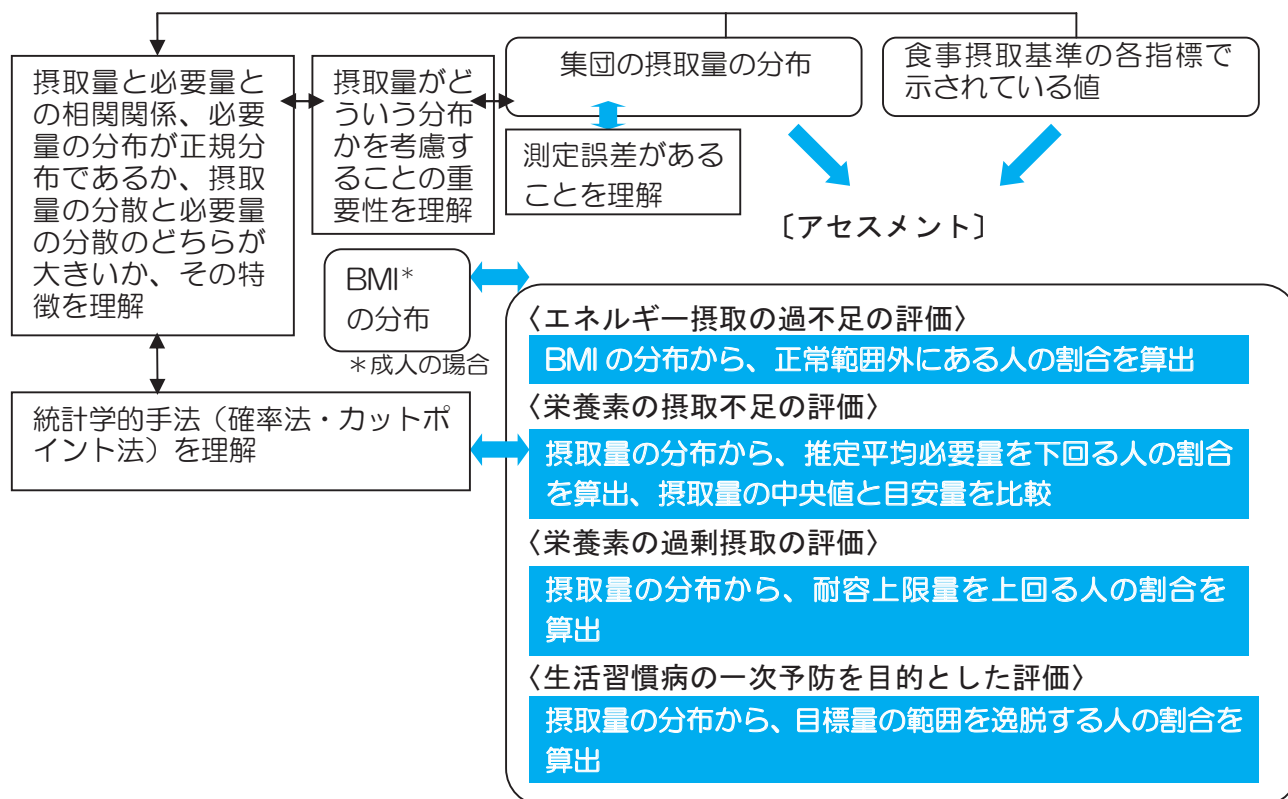 集団の摂取量の分布
食事摂取基準の各指標で
示されている値
摂取量と必要量と
の相関関係、必要
量の分布が正規分
布であるか、摂取
量の分散と必要量
の分散のどちらが
大きいか、その特
徴を理解
摂取量がど
ういう分布
かを考慮す
ることの重
要性を理解
測定誤差がある
ことを理解
〔アセスメント〕
BMI*
の分布
*成人の場合
統計学的手法（確率法・カットポ
イント法）を理解
〈エネルギー摂取の過不足の評価〉
BMI の分布から、正常範囲外にある人の割合を算出
〈栄養素の摂取不足の評価〉
摂取量の分布から、推定平均必要量を下回る人の割合
を算出、摂取量の中央値と目安量を比較
〈栄養素の過剰摂取の評価〉
摂取量の分布から、耐容上限量を上回る人の割合を
算出
〈生活習慣病の一次予防を目的とした評価〉
摂取量の分布から、目標量の範囲を逸脱する人の割合を
算出